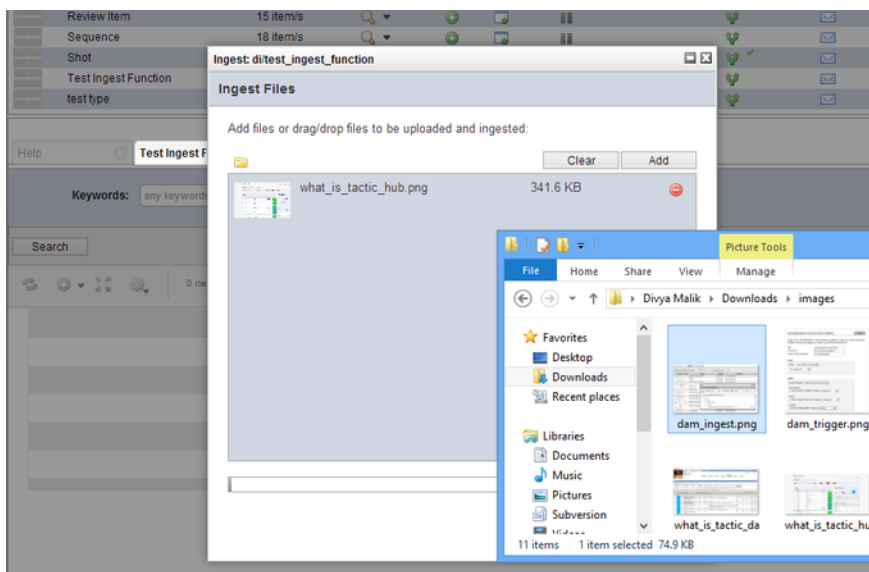 Review Item 15 item/s
Sequence 18 item/s
Shot
Test Ingest Function
test type
Ingest: di/test_ingest_function
Ingest Files
Add files or drag/drop files to be uploaded and ingested:
Clear Add
what_is_tactic_hub.png 341.6 KB
Help Test Ingest F
Keywords: any keyword
Search
0 ite
Picture Tools
File Home Share View Manage
Divya Malik Downloads images
Favorites
Desktop
Downloads
Recent places
Libraries
Documents
Music
Pictures
Subversion
Videos
dam_ingest.png dam_trigger.png
what_is_tactic_da what_is_tactic_hu
11 items 1 item selected 74.9 KB